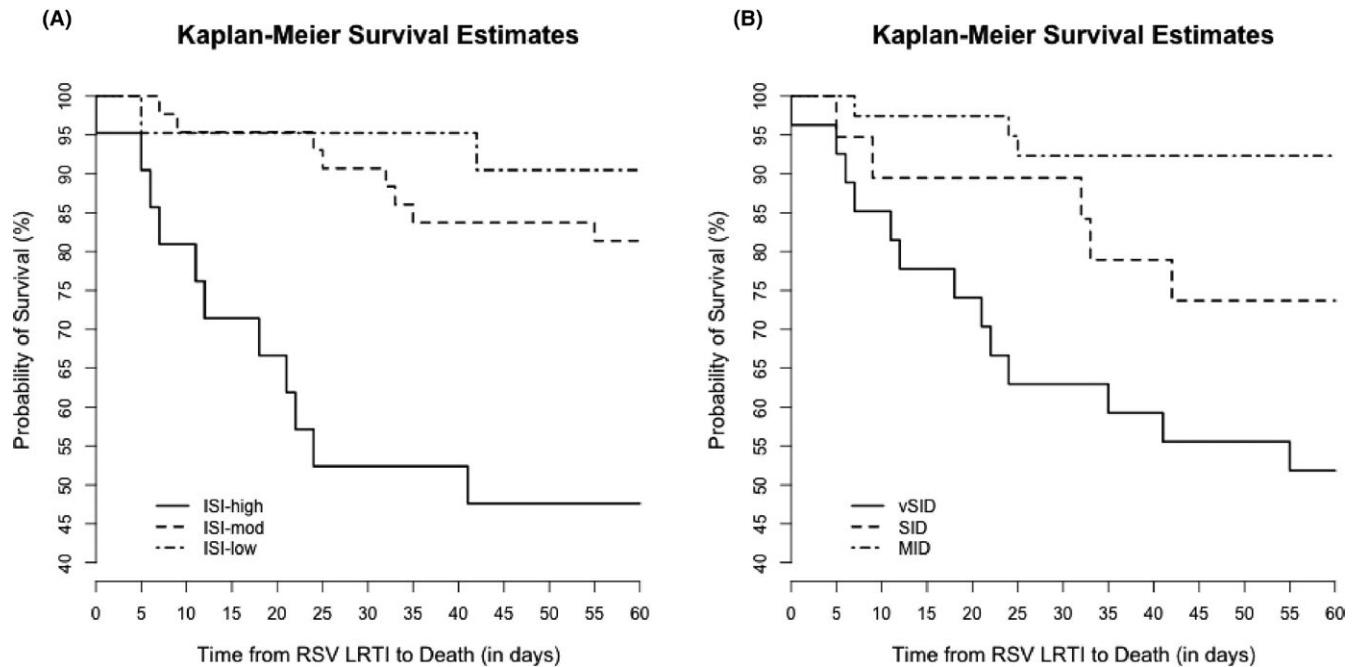 (A)
Kaplan-Meier Survival Estimates
Probability of Survival (%)
100
95
90
85
80
75
70
65
60
55
50
45
40
ISI-high
ISI-mod
ISI-low
0 5 10 15 20 25 30 35 40 45 50 55 60
Time from RSV LRTI to Death (in days)
(B)
Kaplan-Meier Survival Estimates
Probability of Survival (%)
100
95
90
85
80
75
70
65
60
55
50
45
40
vSID
SID
MID
0 5 10 15 20 25 30 35 40 45 50 55 60
Time from RSV LRTI to Death (in days)